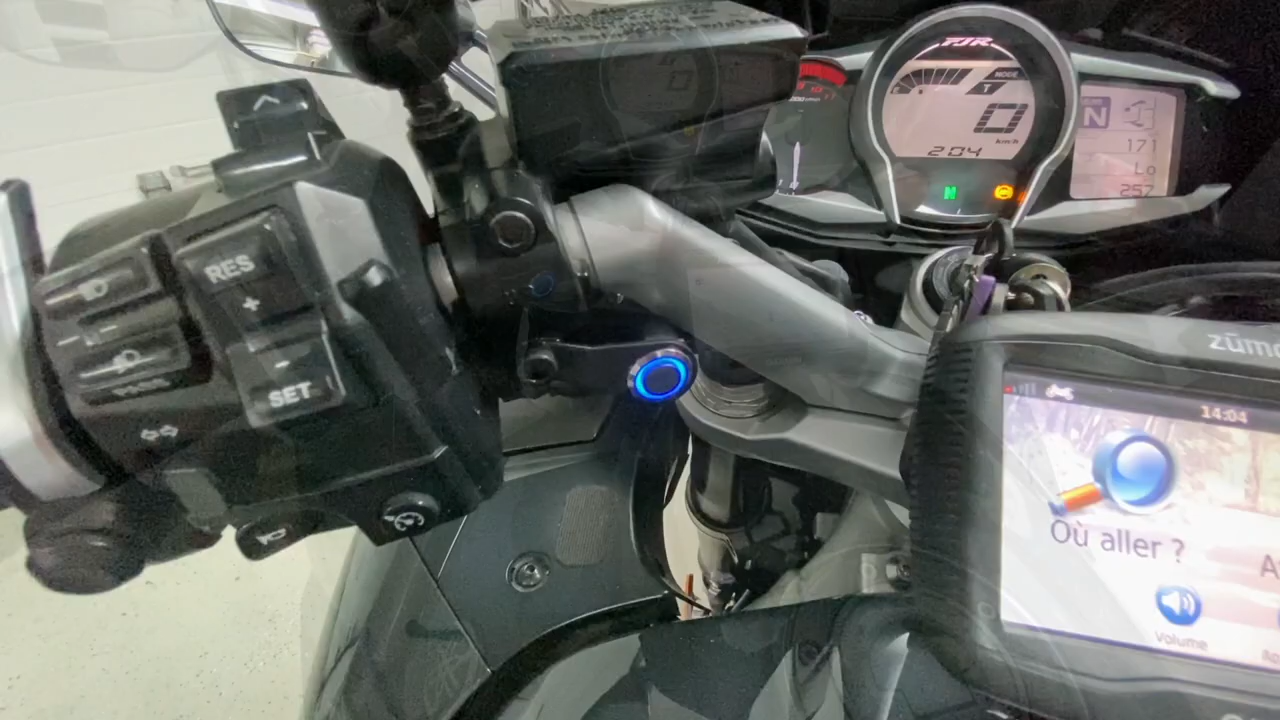 FJR
MODE
T
0
km/h
204
N
171
Lo
257
N
RES
+
-
SET
zūmo
14:04
Où aller ?
Volume